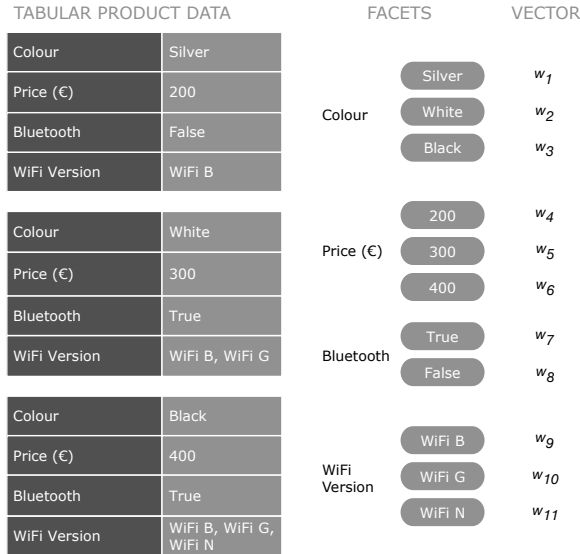 TABULAR PRODUCT DATA
Colour Silver
Price (€) 200
Bluetooth False
WiFi Version WiFi B
Colour White
Price (€) 300
Bluetooth True
WiFi Version WiFi B, WiFi G
Colour Black
Price (€) 400
Bluetooth True
WiFi Version WiFi B, WiFi G,
WiFi N
FACETS VECTOR
Silver w1
Colour White w2
Black w3
200 w4
Price (€) 300 w5
400 w6
Bluetooth
True w7
False w8
WiFi B w9
WiFi
Version
WiFi G w10
WiFi N w11